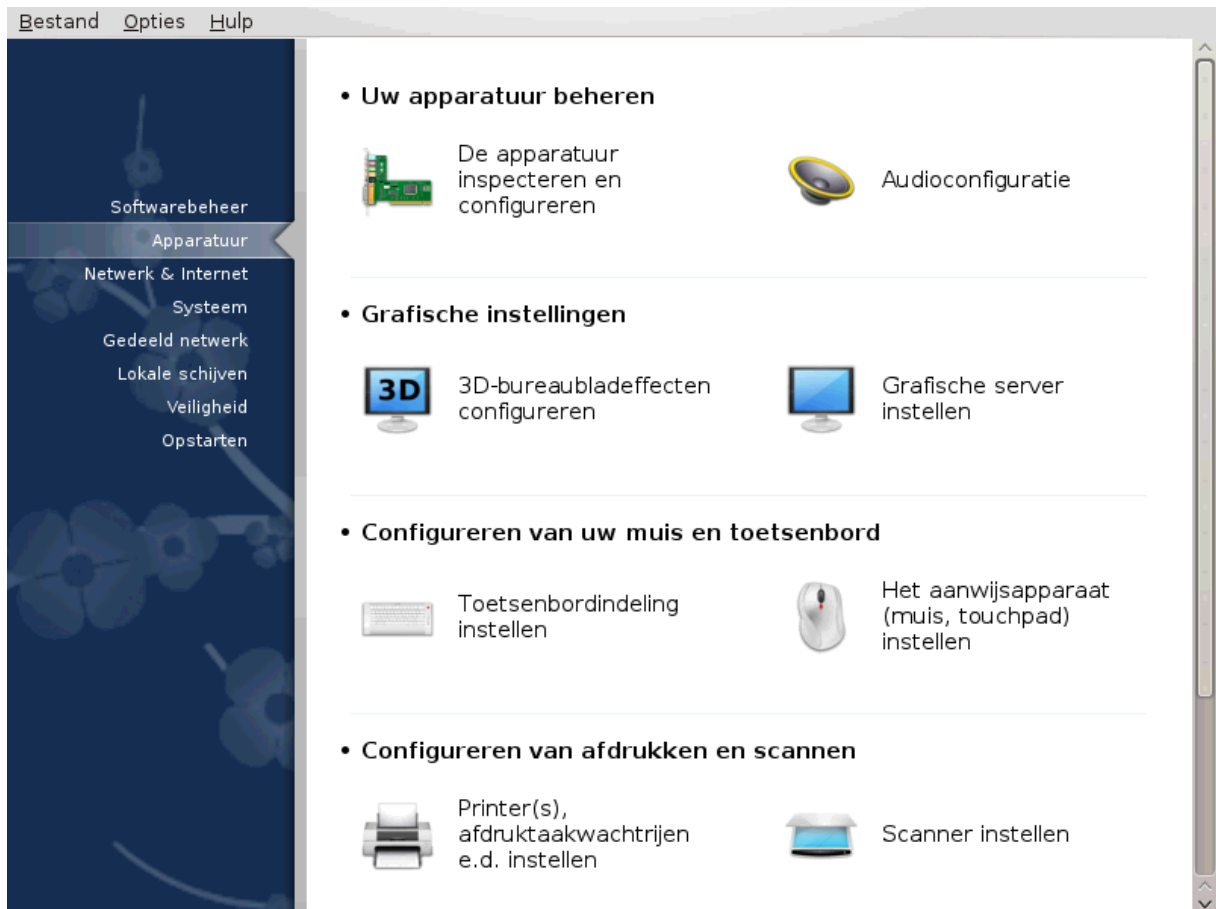 Bestand Opties Hulp
Softwarebeheer
Apparatuur
Netwerk & Internet
Systeem
Gedeeld netwerk
Lokale schijven
Veiligheid
Opstarten
• Uw apparatuur beheren
De apparatuur
inspecteren en
configureren
Audioconfiguratie
• Grafische instellingen
3D
3D-bureaubladeffecten
configureren
Grafische server
instellen
• Configureren van uw muis en toetsenbord
Toetsenbordindeling
instellen
Het aanwijsapparaat
(muis, touchpad)
instellen
• Configureren van afdrukken en scannen
Printer(s),
afdruktaakwachtrijen
e.d. instellen
Scanner instellen